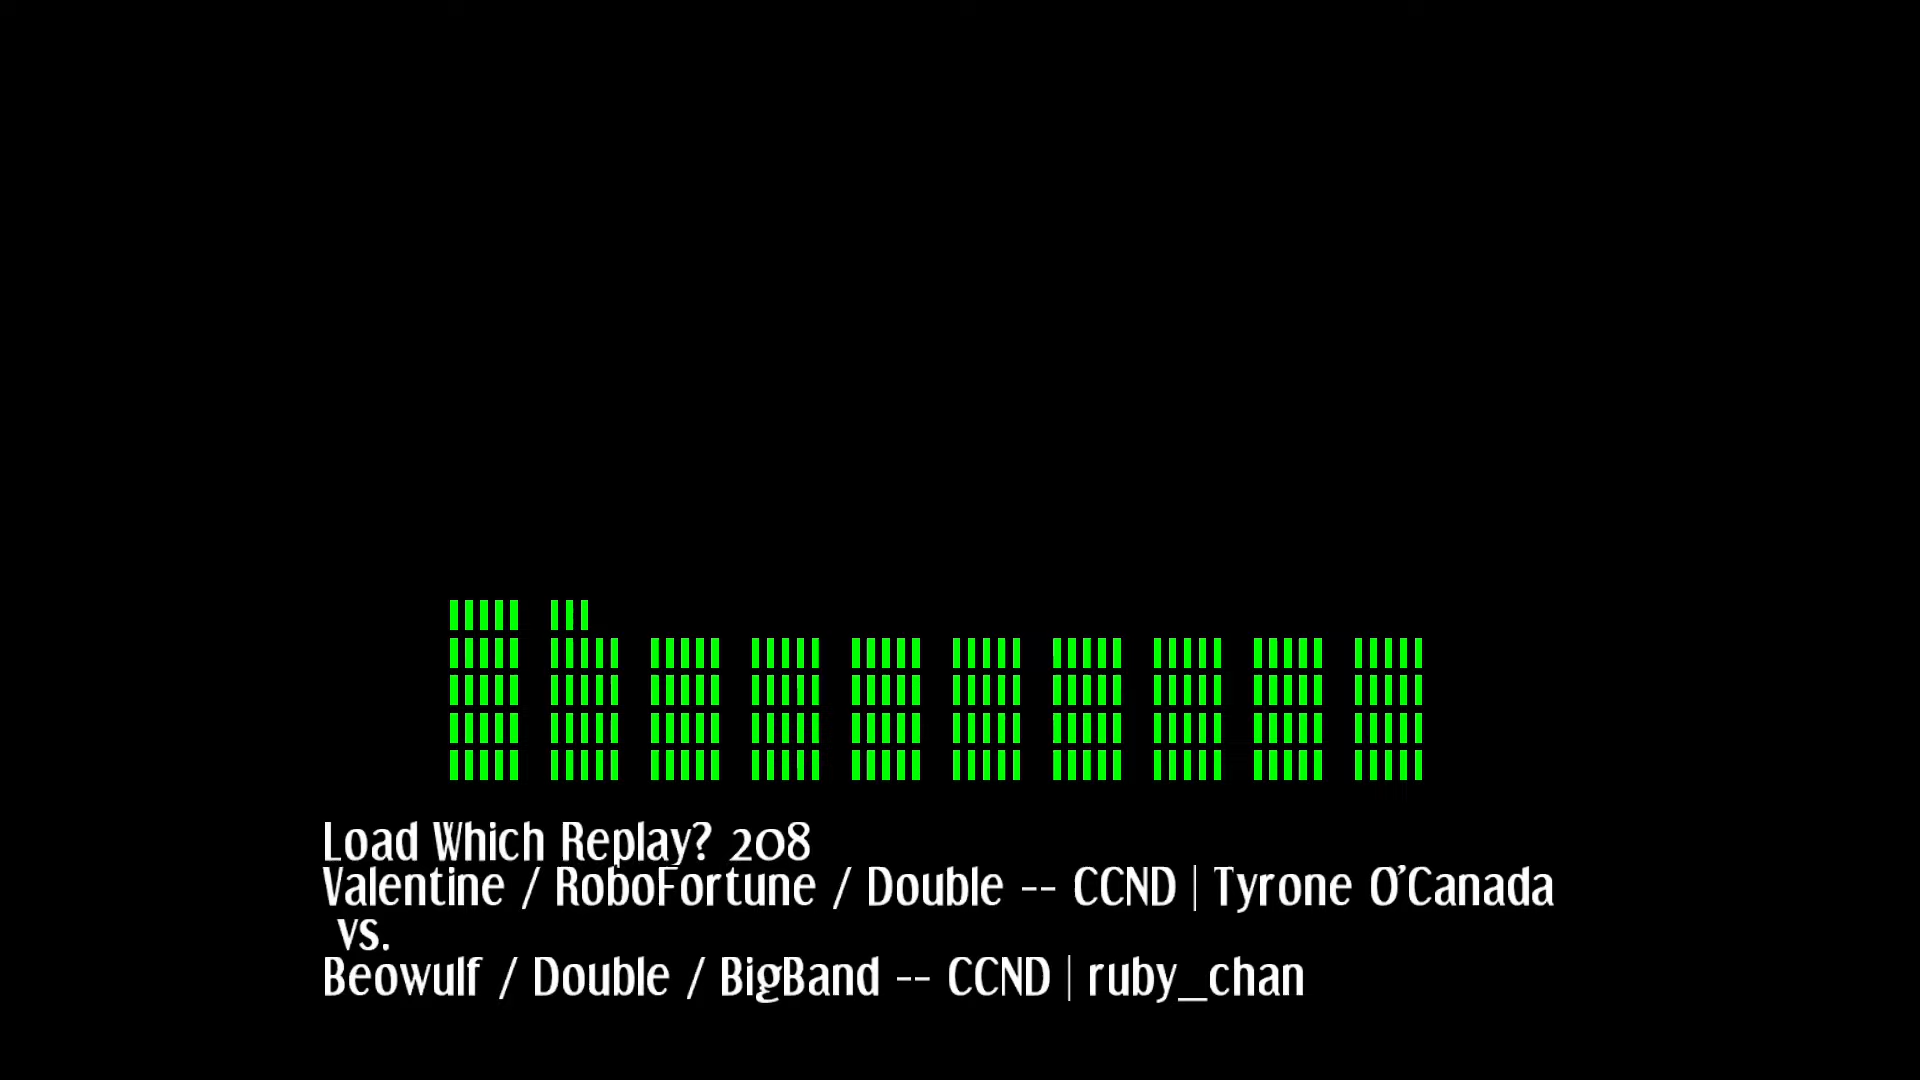 Load Which Replay? 208
Valentine / RoboFortune / Double -- CCND | Tyrone O'Canada
vs.
Beowulf / Double / BigBand -- CCND | ruby_chan